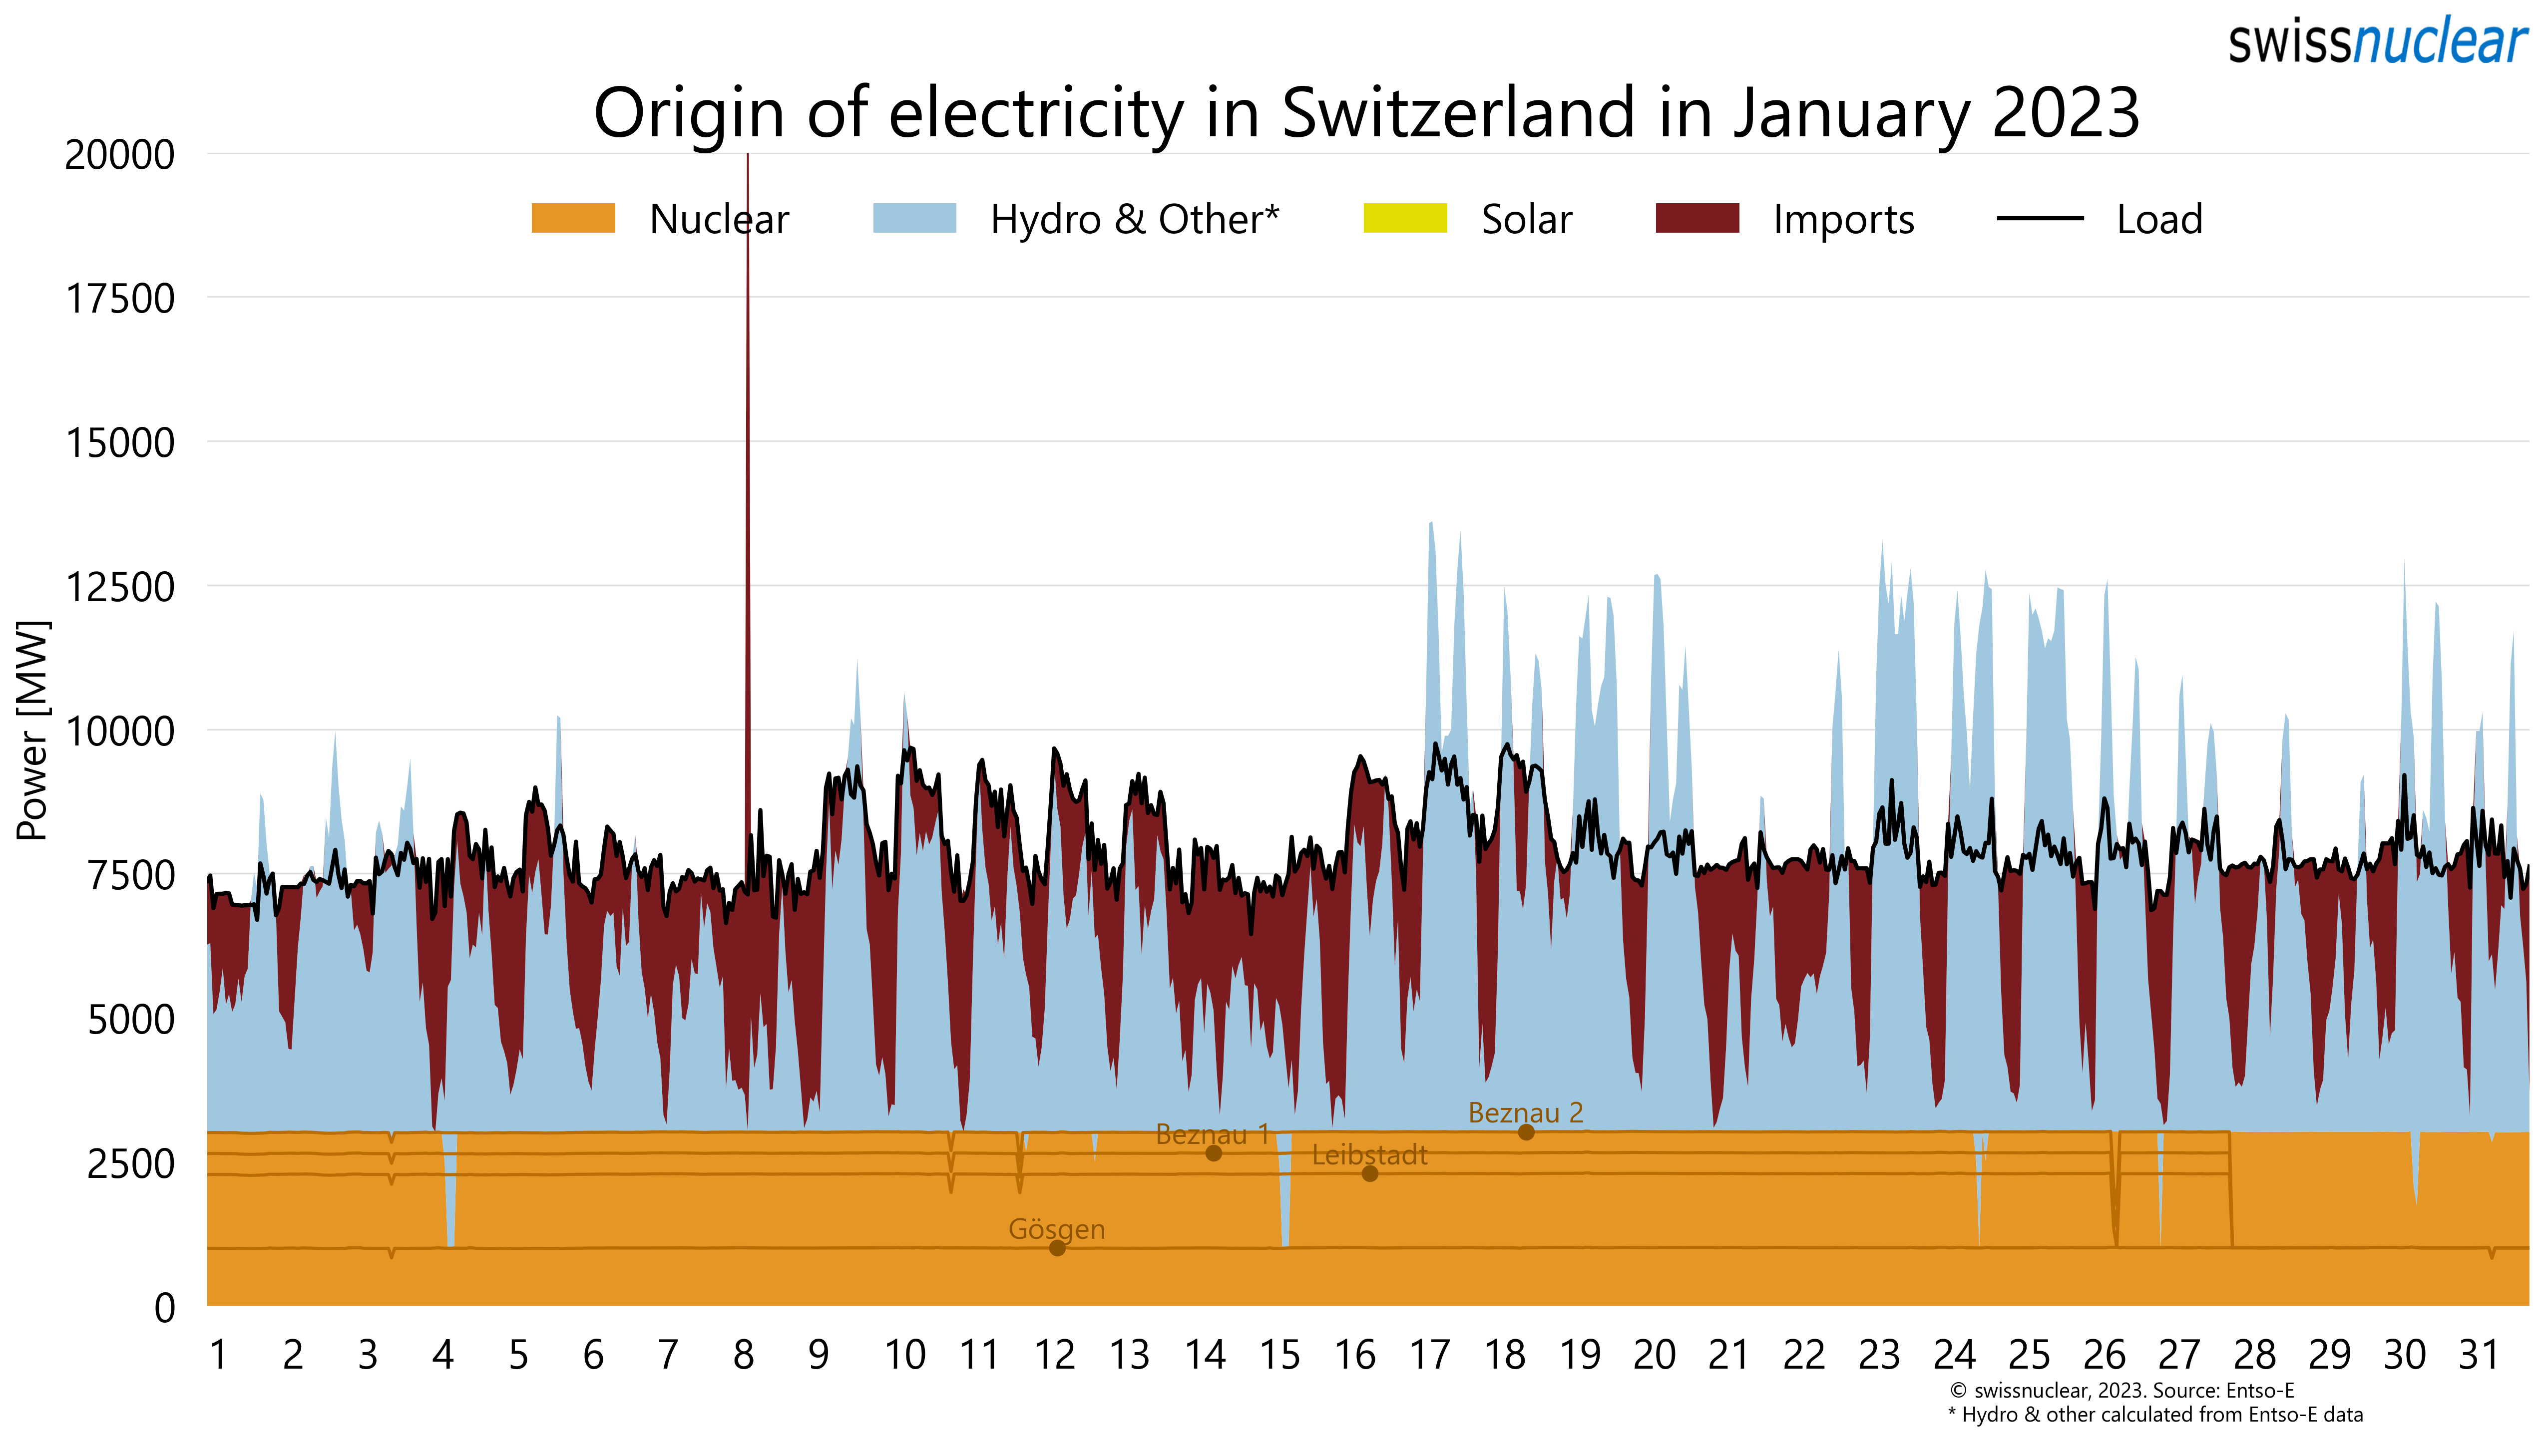 swissnuclear
Origin of electricity in Switzerland in January 2023
Nuclear Hydro & Other* Solar Imports Load
20000
17500
15000
12500
10000
7500
5000
2500
0
Power [MW]
Beznau 2
Beznau 1
Leibstadt
Gösgen
1 2 3 4 5 6 7 8 9 10 11 12 13 14 15 16 17 18 19 20 21 22 23 24 25 26 27 28 29 30 31
© swissnuclear, 2023. Source: Entso-E
* Hydro & other calculated from Entso-E data